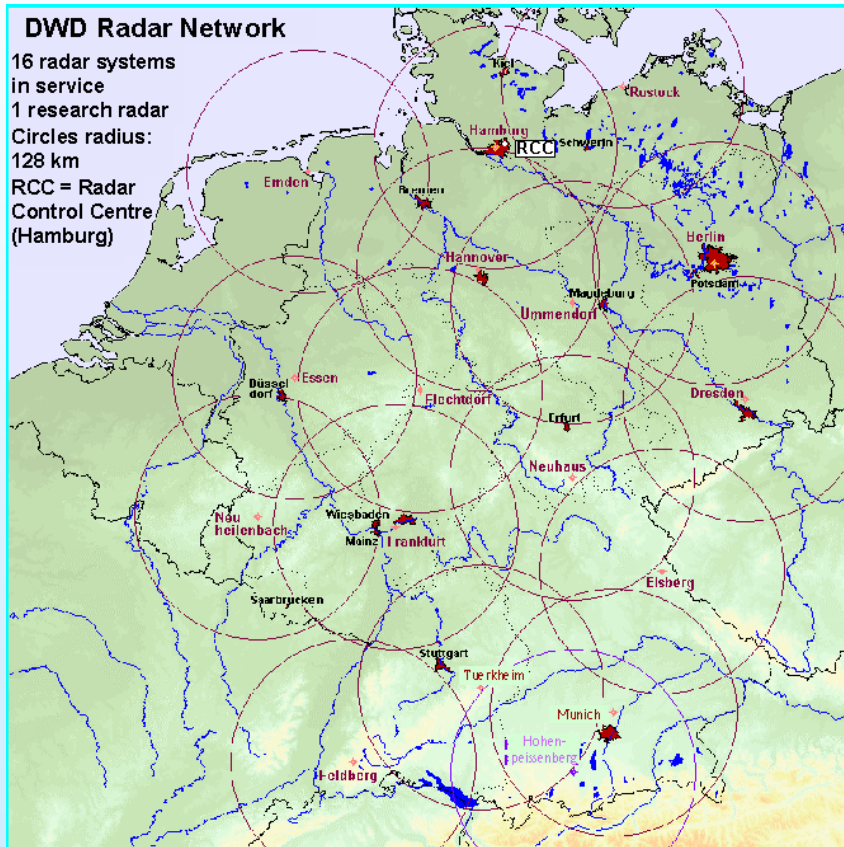 DWD Radar Network
16 radar systems
in service
1 research radar
Circles radius:
128 km
RCC = Radar
Control Centre
(Hamburg)
Kiel
Rostock
Hamburg
RCC
Schwerin
Emden
Bremen
Berlin
Hannover
Potsdam
Magdeburg
Ummendorf
Essen
Düssel
dorf
Flechtdorf
Dresden
Erfurt
Neuhaus
Neu
heilenbach
Wiesbaden
Mainz
Frankfurt
Eisberg
Saarbrucken
Stuttgart
Tuerkheim
Munich
Hohen-
peissenberg
Feldberg